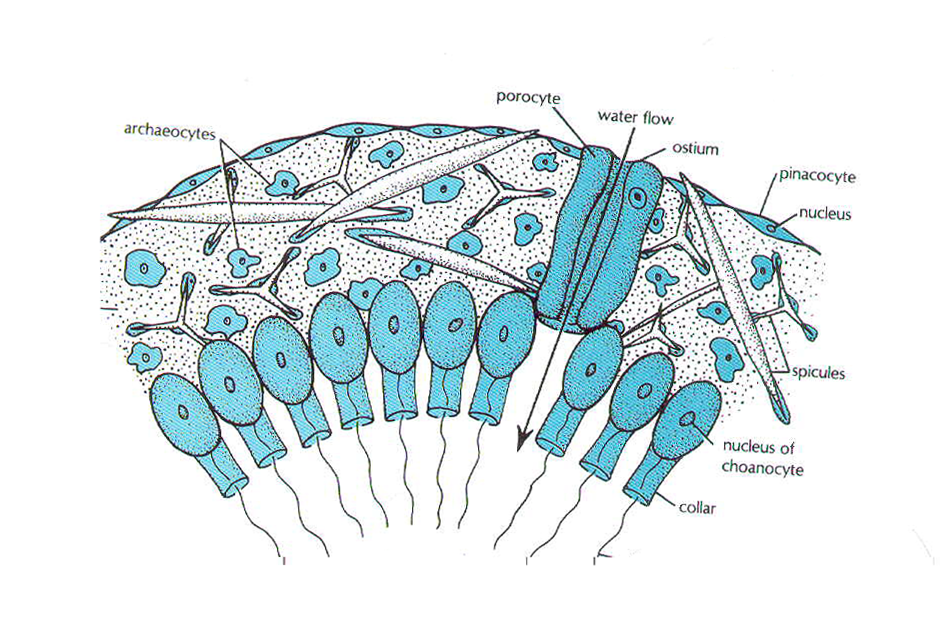 porocyte
water flow
archaeocytes
ostium
pinacocyte
nucleus
spicules
nucleus of
choanocyte
collar